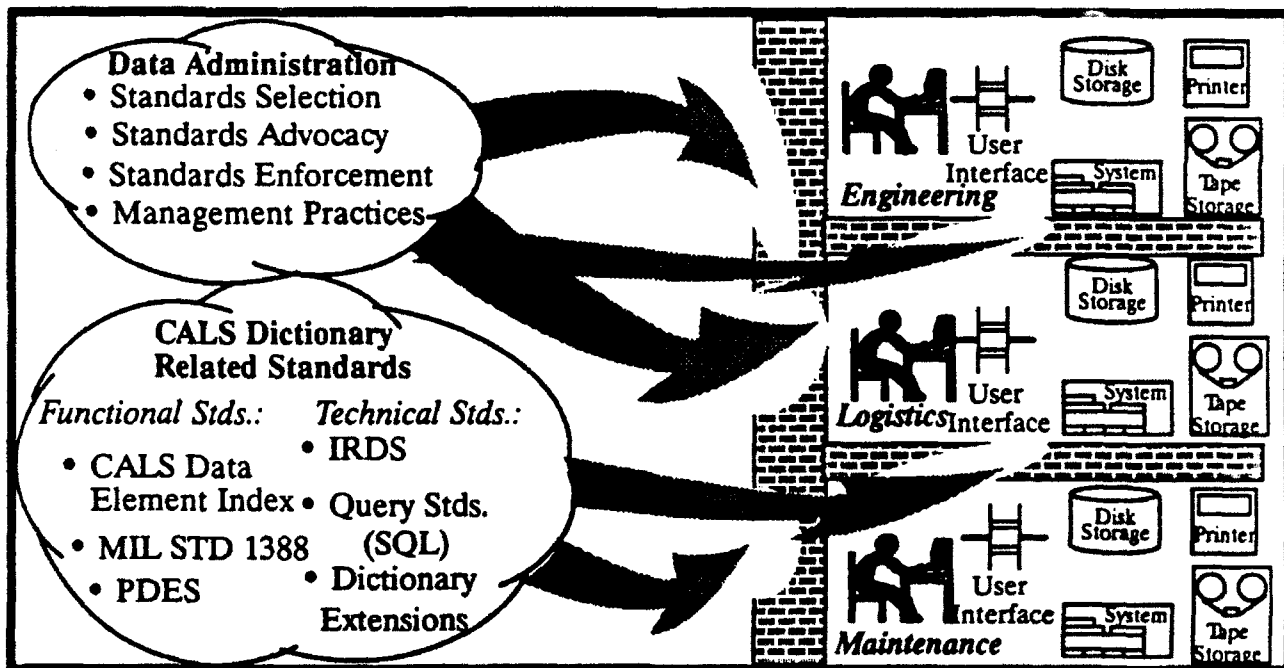 Data Administration
• Standards Selection
• Standards Advocacy
• Standards Enforcement
• Management Practices
CALS Dictionary
Related Standards
Functional Stds.:
• CALS Data
Element Index
• MIL STD 1388
• PDES
Technical Stds.:
• IRDS
• Query Stds.
(SQL)
• Dictionary
Extensions
Engineering
User
Interface
Disk
Storage
Printer
System
Tape
Storage
Logistics
User
Interface
Disk
Storage
Printer
System
Tape
Storage
Maintenance
User
Interface
Disk
Storage
Printer
System
Tape
Storage